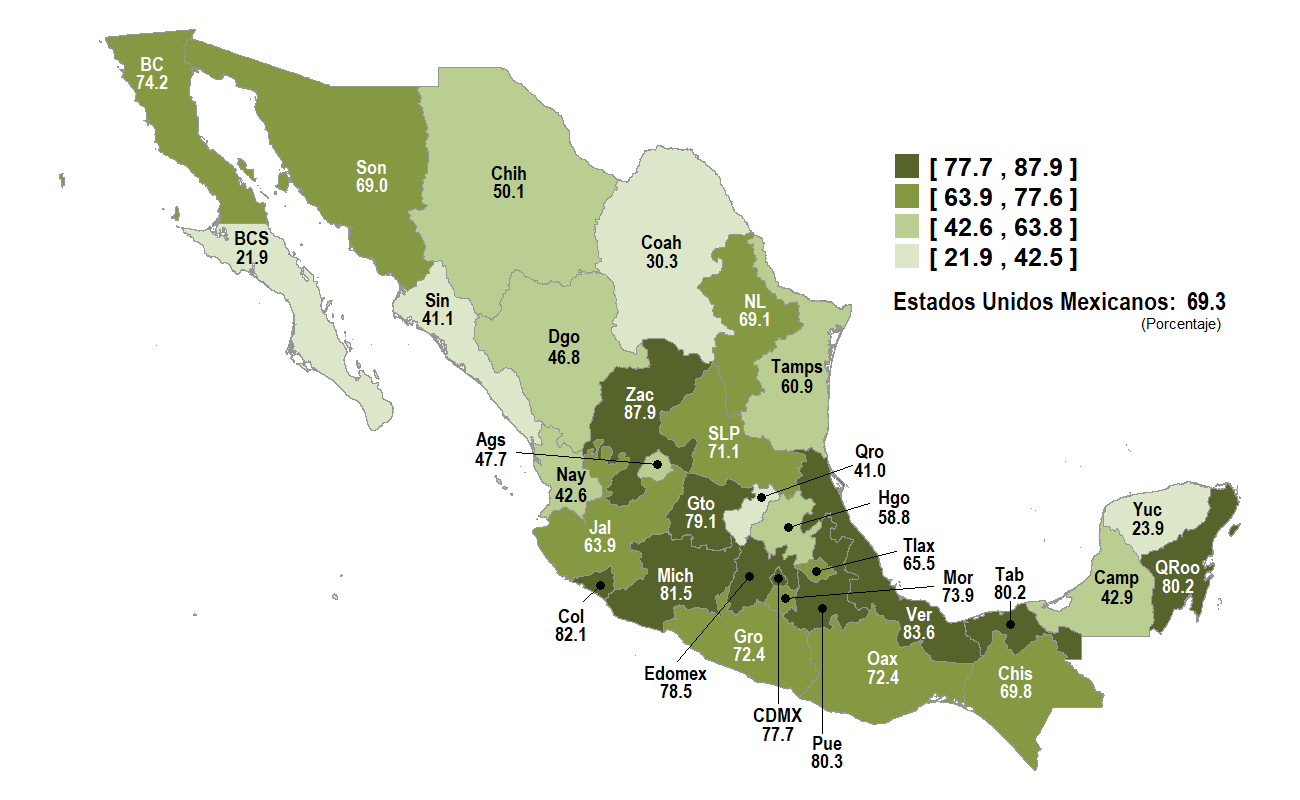 BC
74.2
Son
69.0
Chih
50.1
[ 77.7 , 87.9 ]
[ 63.9 , 77.6 ]
[ 42.6 , 63.8 ]
[ 21.9 , 42.5 ]
BCS
21.9
Coah
30.3
Estados Unidos Mexicanos: 69.3
(Porcentaje)
Sin
41.1
NL
69.1
Dgo
46.8
Tamps
60.9
Zac
87.9
SLP
71.1
Ags
47.7
Qro
41.0
Nay
42.6
Gto
79.1
Hgo
58.8
Yuc
23.9
Jal
63.9
Tlax
65.5
Mich
81.5
Mor
73.9
Tab
80.2
Camp
42.9
QRoo
80.2
Col
82.1
Ver
83.6
Gro
72.4
Oax
72.4
Chis
69.8
Edomex
78.5
CDMX
77.7
Pue
80.3